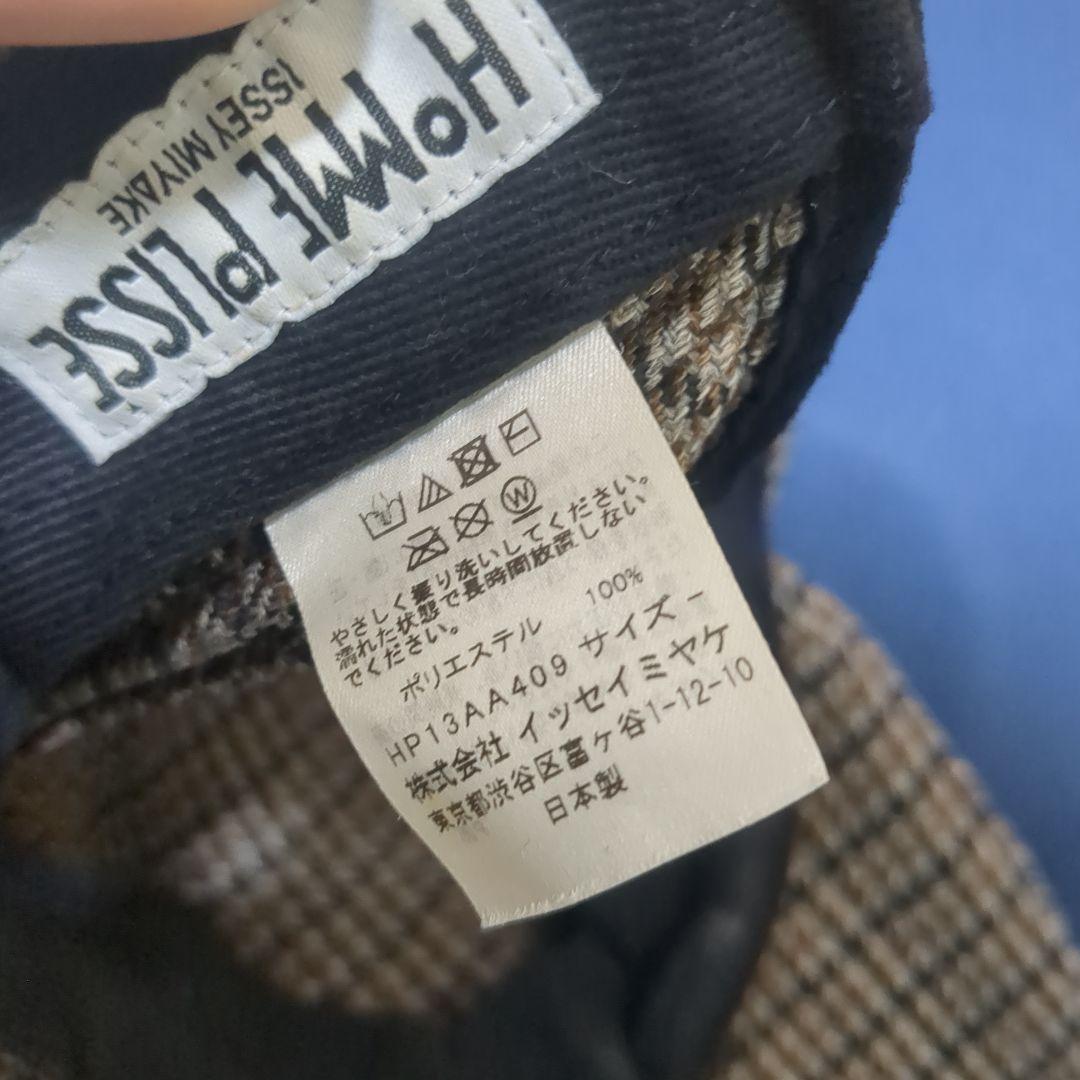 HOMME PLISSE
ISSEY MIYAKE
W
やさしく振り洗いしてください。
濡れた状態で長時間放置しない
でください。
ポリエステル 100%
HP13AA409 サイズ -
株式会社 イッセイミヤケ
東京都渋谷区富ヶ谷1-12-10
日本製